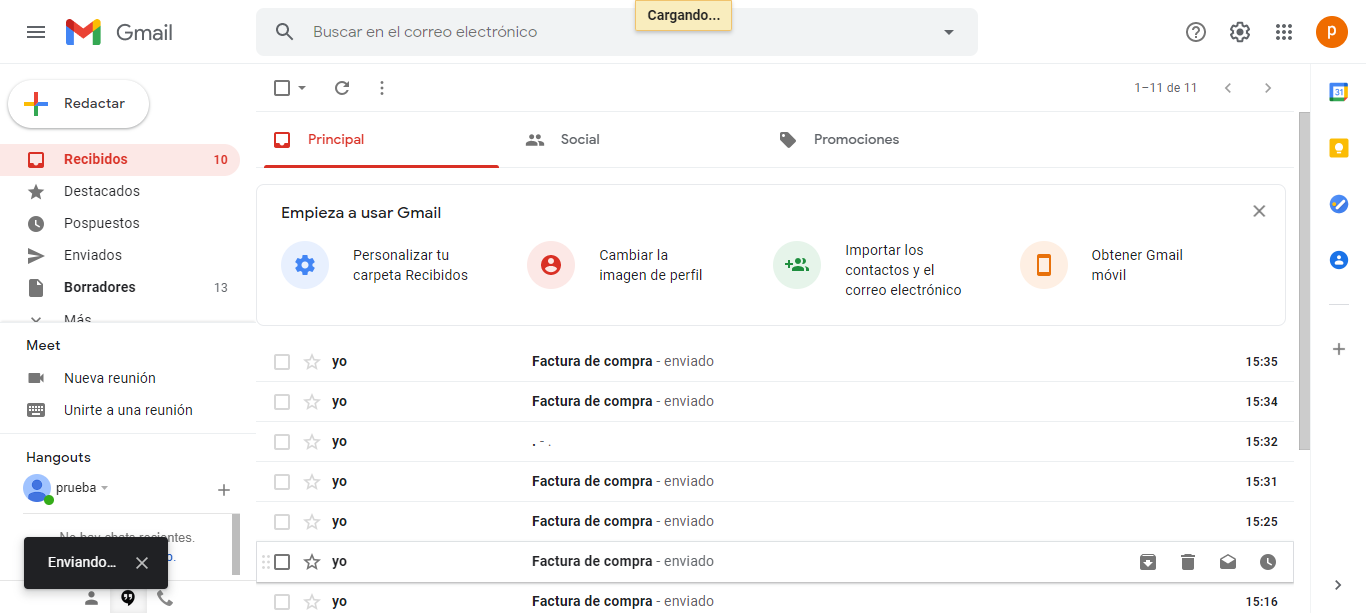 Cargando...
Gmail
Buscar en el correo electrónico
P
Redactar
1–11 de 11
31
Principal
Social
Promociones
Recibidos 10
Destacados
Pospuestos
Enviados
Borradores 13
Más
Empieza a usar Gmail
Personalizar tu
carpeta Recibidos
Cambiar la
imagen de perfil
Importar los
contactos y el
correo electrónico
Obtener Gmail
móvil
Meet
Nueva reunión
Unirte a una reunión
Hangouts
prueba
No hay chats recientes.
o.
Enviando...
yo Factura de compra - enviado 15:35
yo Factura de compra - enviado 15:34
yo . - . 15:32
yo Factura de compra - enviado 15:31
yo Factura de compra - enviado 15:25
yo Factura de compra - enviado
yo Factura de compra - enviado 15:16